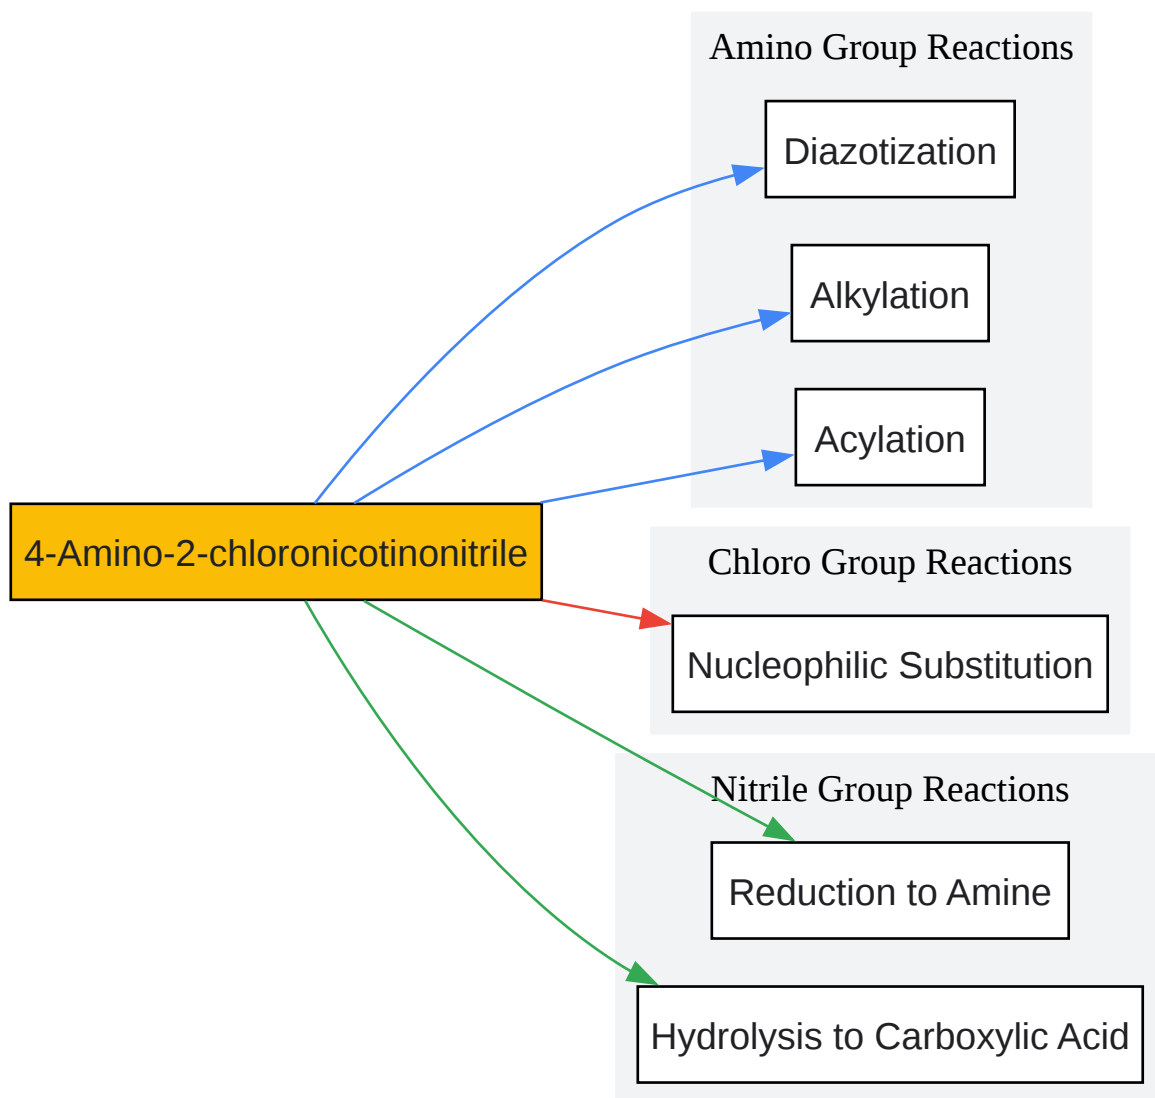 Amino Group Reactions
Diazotization
Alkylation
Acylation
4-Amino-2-chloronicotinonitrile
Chloro Group Reactions
Nucleophilic Substitution
Nitrile Group Reactions
Reduction to Amine
Hydrolysis to Carboxylic Acid